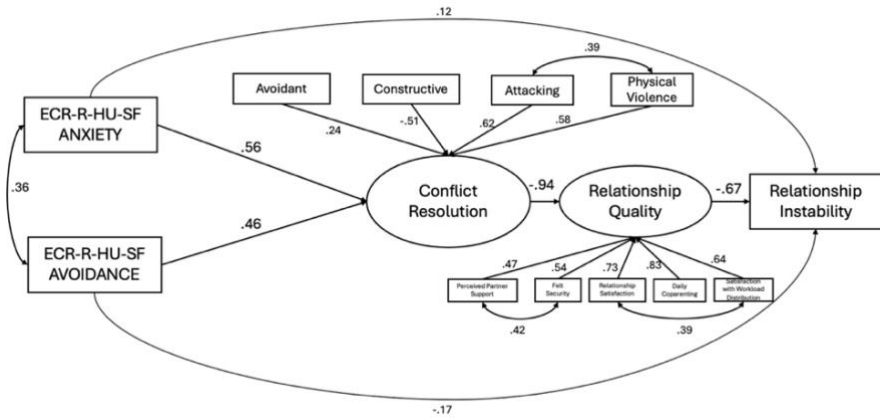 .12
.39
Avoidant
Constructive
Attacking
Physical
Violence
ECR-R-HU-SF
ANXIETY
.24
-.51
.62
.58
.56
.36
Conflict
Resolution
-.94
Relationship
Quality
-.67
Relationship
Instability
.46
ECR-R-HU-SF
AVOIDANCE
.47
.54
.73
.83
.64
Perceived Partner
Support
Felt
Security
Relationship
Satisfaction
Daily
Coparenting
Satisfaction
with Workload
Distribution
.42
.39
-.17